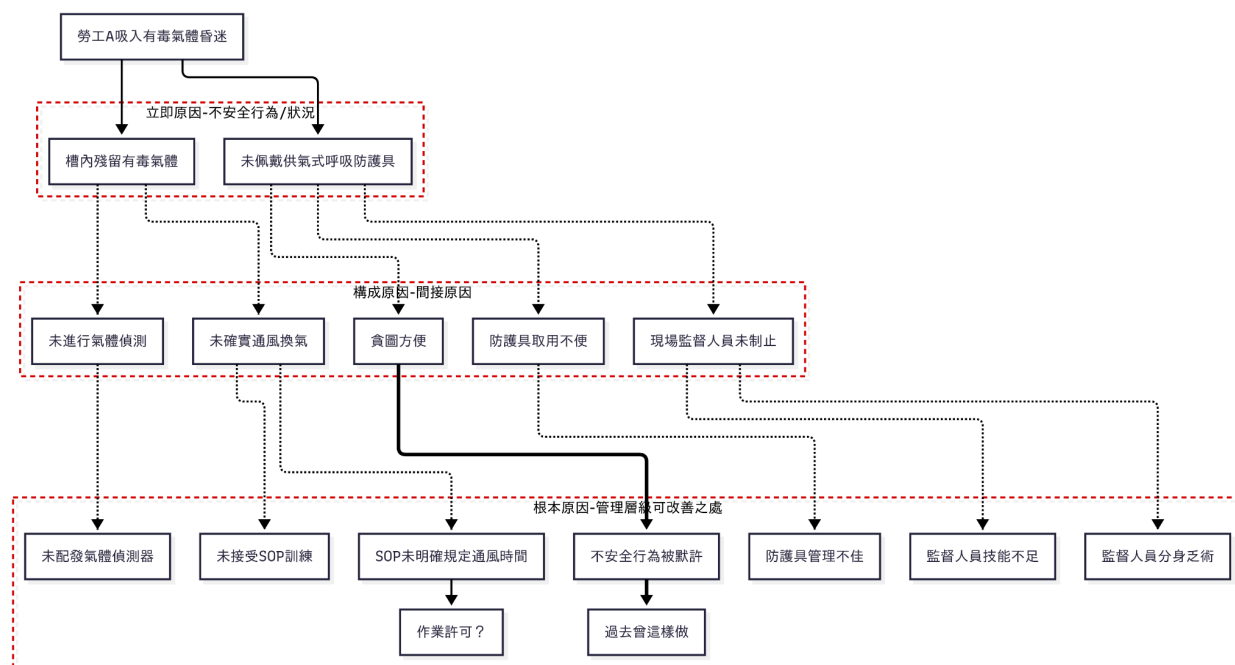 勞工A吸入有毒氣體昏迷
立即原因-不安全行為/狀況
槽內殘留有毒氣體
未佩戴供氣式呼吸防護具
構成原因-間接原因
未進行氣體偵測
未確實通風換氣
貪圖方便
防護具取用不便
現場監督人員未制止
根本原因-管理層級可改善之處
未配發氣體偵測器
未接受SOP訓練
SOP未明確規定通風時間
不安全行為被默許
防護具管理不佳
監督人員技能不足
監督人員分身乏術
作業許可？
過去曾這樣做